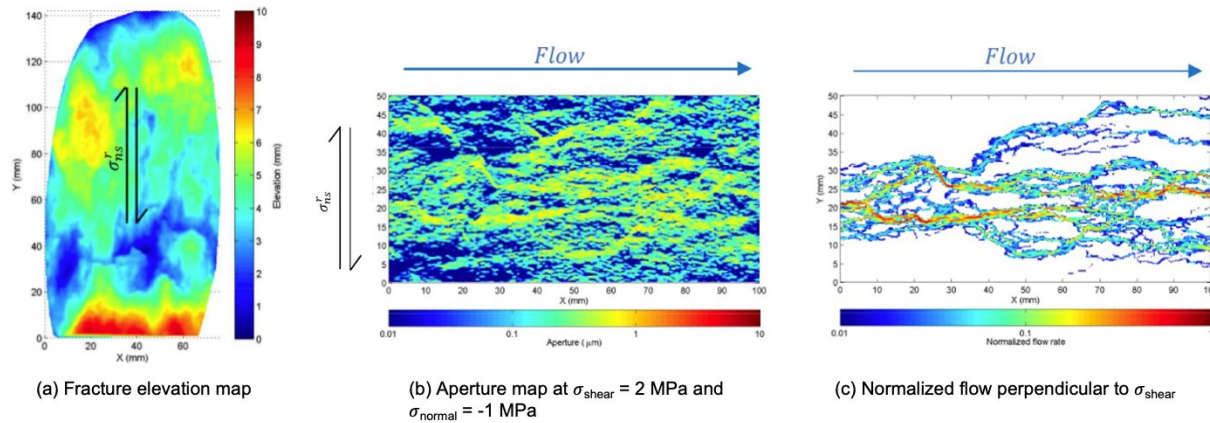 140
120
100
80
60
40
20
0
0 20 40 60
Y (mm)
X (mm)
σ^r_ns
10
9
8
7
6
5
4
3
2
1
0
Elevation (mm)
(a) Fracture elevation map
Flow
σ^r_ns
50
45
40
35
30
25
20
15
10
5
0
0 10 20 30 40 50 60 70 80 90 100
X (mm)
0.01 0.1 1 10
Aperture ( μm)
(b) Aperture map at σshear = 2 MPa and
σnormal = -1 MPa
Flow
Y (mm)
50
45
40
35
30
25
20
15
10
5
0
0 10 20 30 40 50 60 70 80 90 100
X (mm)
0.01 0.1 1
Normalized flow rate
(c) Normalized flow perpendicular to σshear